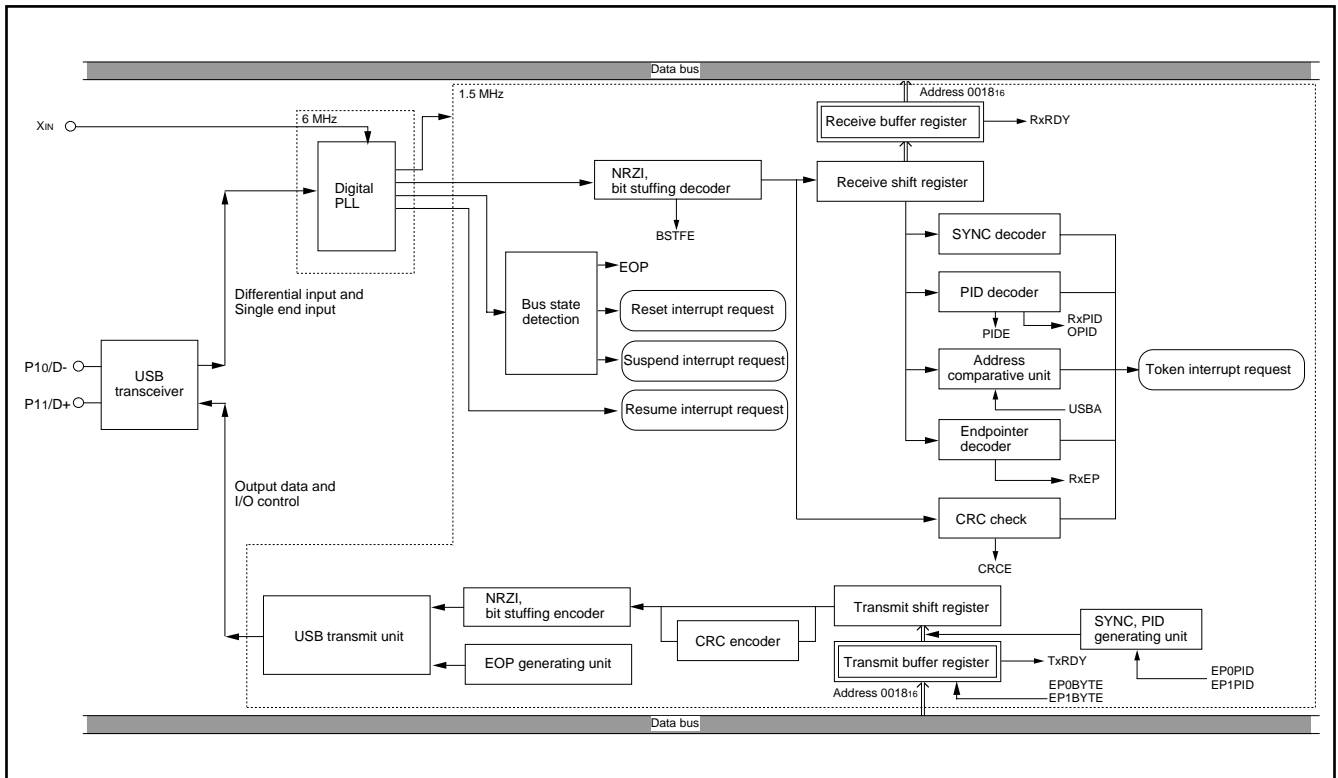 Data bus
1.5 MHz
Address 0018₁₆
6 MHz
XIN
Receive buffer register
RxRDY
Digital
PLL
NRZI,
bit stuffing decoder
Receive shift register
BSTFE
SYNC decoder
EOP
Bus state
detection
Differential input and
Single end input
Reset interrupt request
PID decoder
PIDE
RxPID
OPID
P10/D-
P11/D+
USB
transceiver
Suspend interrupt request
Address
comparative unit
Token interrupt request
Resume interrupt request
USBA
Endpointer
decoder
RxEP
Output data and
I/O control
CRC check
CRCE
NRZI,
bit stuffing encoder
Transmit shift register
USB transmit unit
CRC encoder
SYNC, PID
generating unit
EOP generating unit
Transmit buffer register
TxRDY
EP0PID
EP1PID
Address 0018₁₆
EP0BYTE
EP1BYTE
Data bus